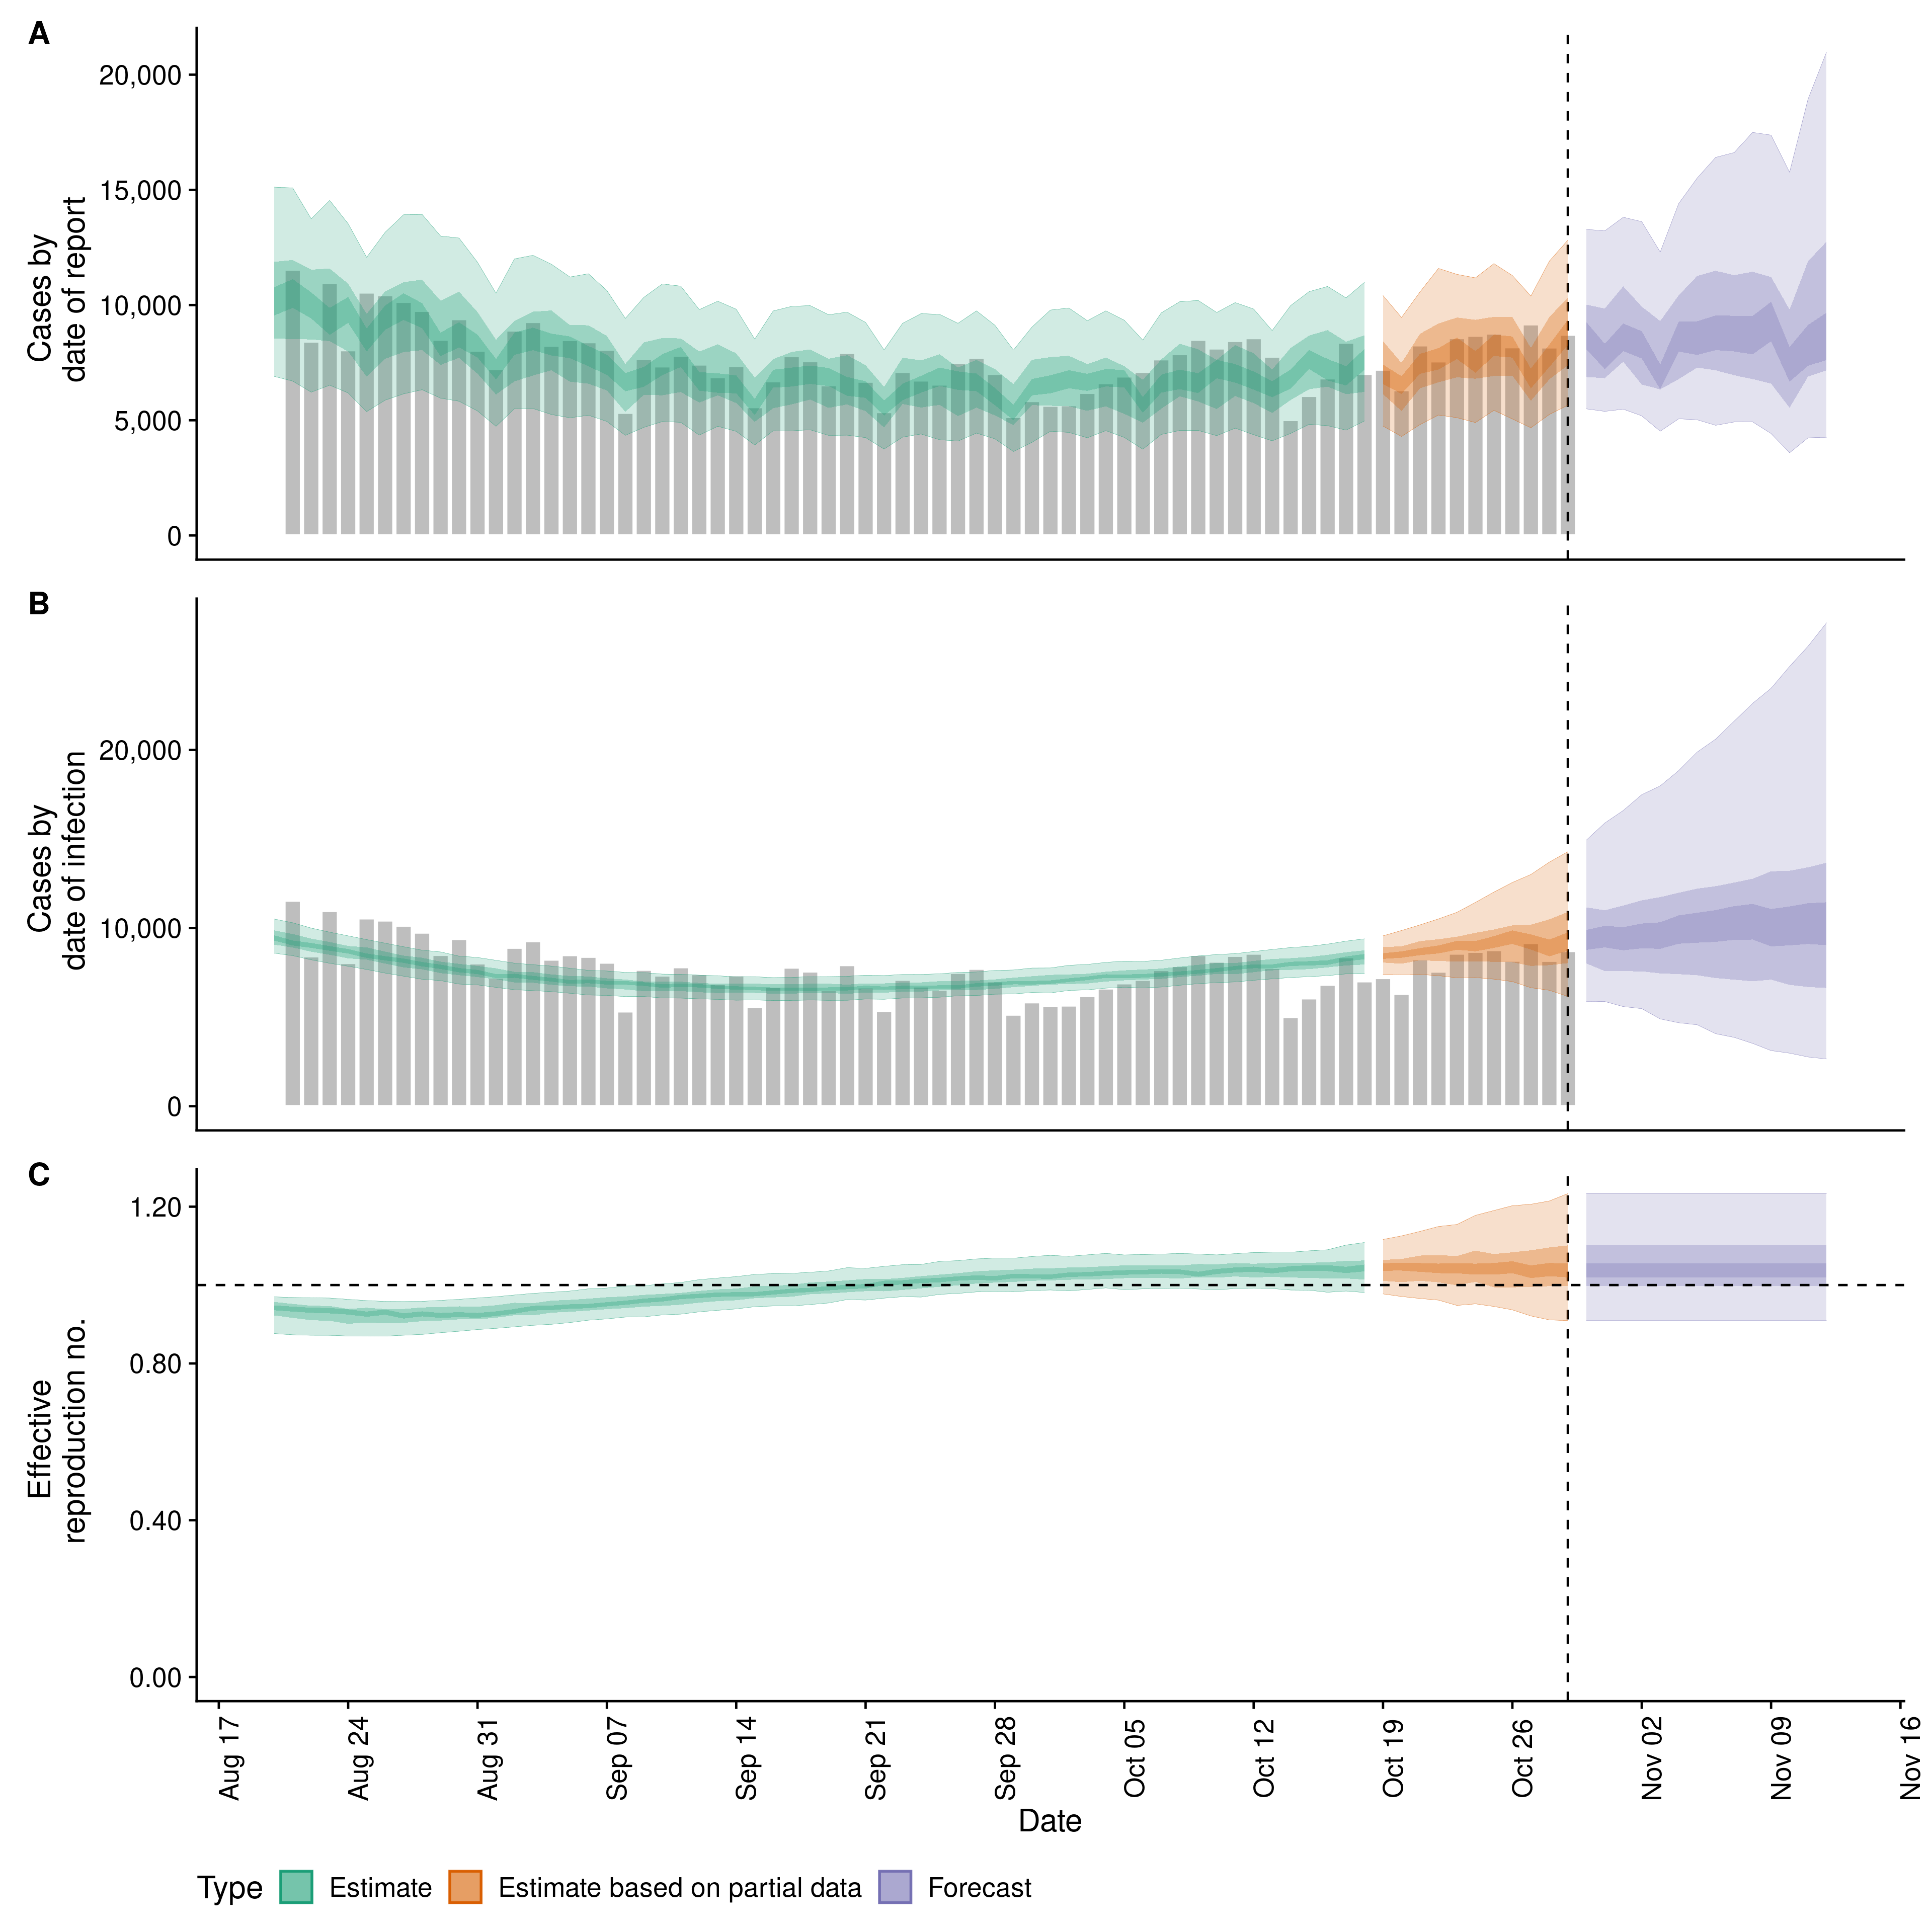 A
20,000
15,000
10,000
5,000
0
Cases by
date of report
B
20,000
10,000
0
Cases by
date of infection
C
1.20
0.80
0.40
0.00
Effective
reproduction no.
Aug 17
Aug 24
Aug 31
Sep 07
Sep 14
Sep 21
Sep 28
Oct 05
Oct 12
Oct 19
Oct 26
Nov 02
Nov 09
Nov 16
Date
Type Estimate Estimate based on partial data Forecast